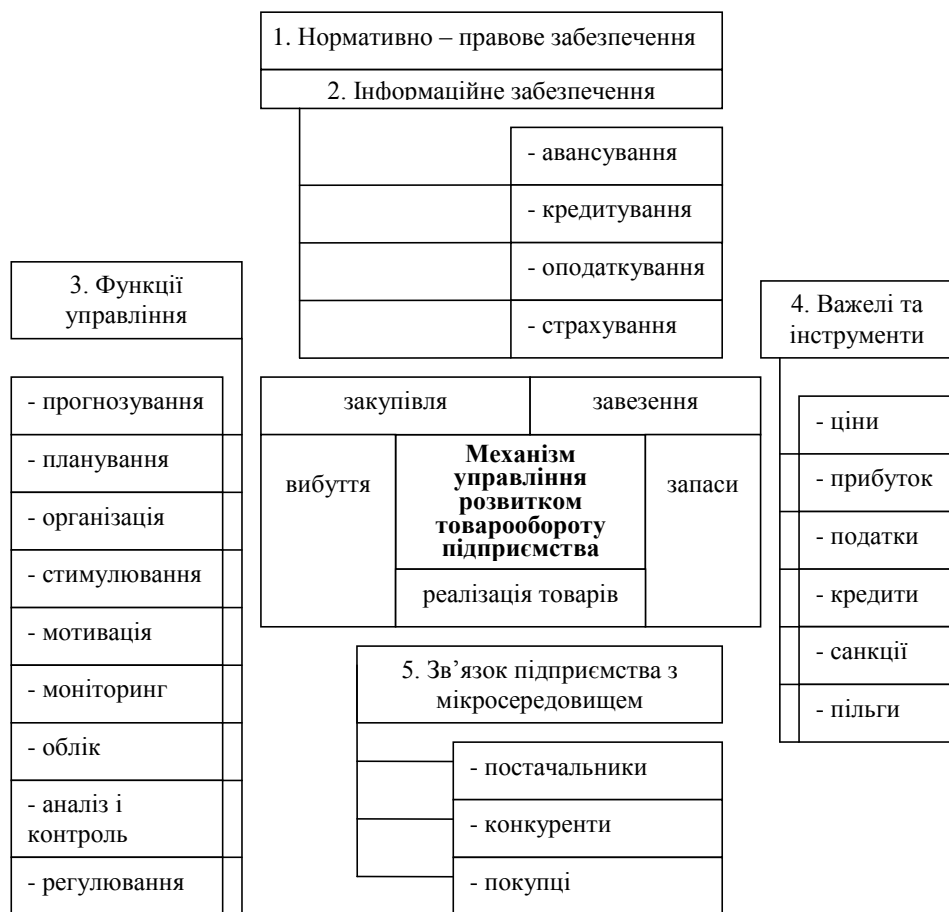 1. Нормативно – правове забезпечення
2. Інформаційне забезпечення
- авансування
- кредитування
- оподаткування
- страхування
3. Функції
управління
- прогнозування
- планування
- організація
- стимулювання
- мотивація
- моніторинг
- облік
- аналіз і
контроль
- регулювання
закупівля
завезення
вибуття
Механізм
управління
розвитком
товарообороту
підприємства
запаси
реалізація товарів
4. Важелі та
інструменти
- ціни
- прибуток
- податки
- кредити
- санкції
- пільги
5. Зв’язок підприємства з
мікросередовищем
- постачальники
- конкуренти
- покупці